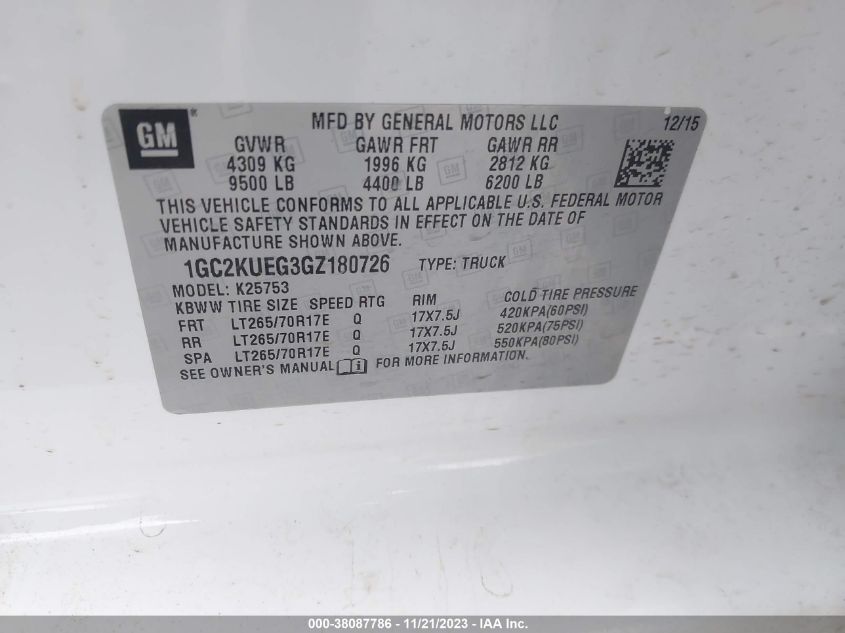 GM
MFD BY GENERAL MOTORS LLC 12/15
GVWR GAWR FRT GAWR RR
4309 KG 1996 KG 2812 KG
9500 LB 4400 LB 6200 LB
THIS VEHICLE CONFORMS TO ALL APPLICABLE U.S. FEDERAL MOTOR
VEHICLE SAFETY STANDARDS IN EFFECT ON THE DATE OF
MANUFACTURE SHOWN ABOVE.
1GC2KUEG3GZ180726 TYPE: TRUCK
MODEL: K25753
KBWW TIRE SIZE SPEED RTG RIM COLD TIRE PRESSURE
FRT LT265/70R17E Q 17X7.5J 420KPA(60PSI)
RR LT265/70R17E Q 17X7.5J 520KPA(75PSI)
SPA LT265/70R17E Q 17X7.5J 550KPA(80PSI)
SEE OWNER'S MANUAL FOR MORE INFORMATION.
000-38087786 - 11/21/2023 - IAA Inc.